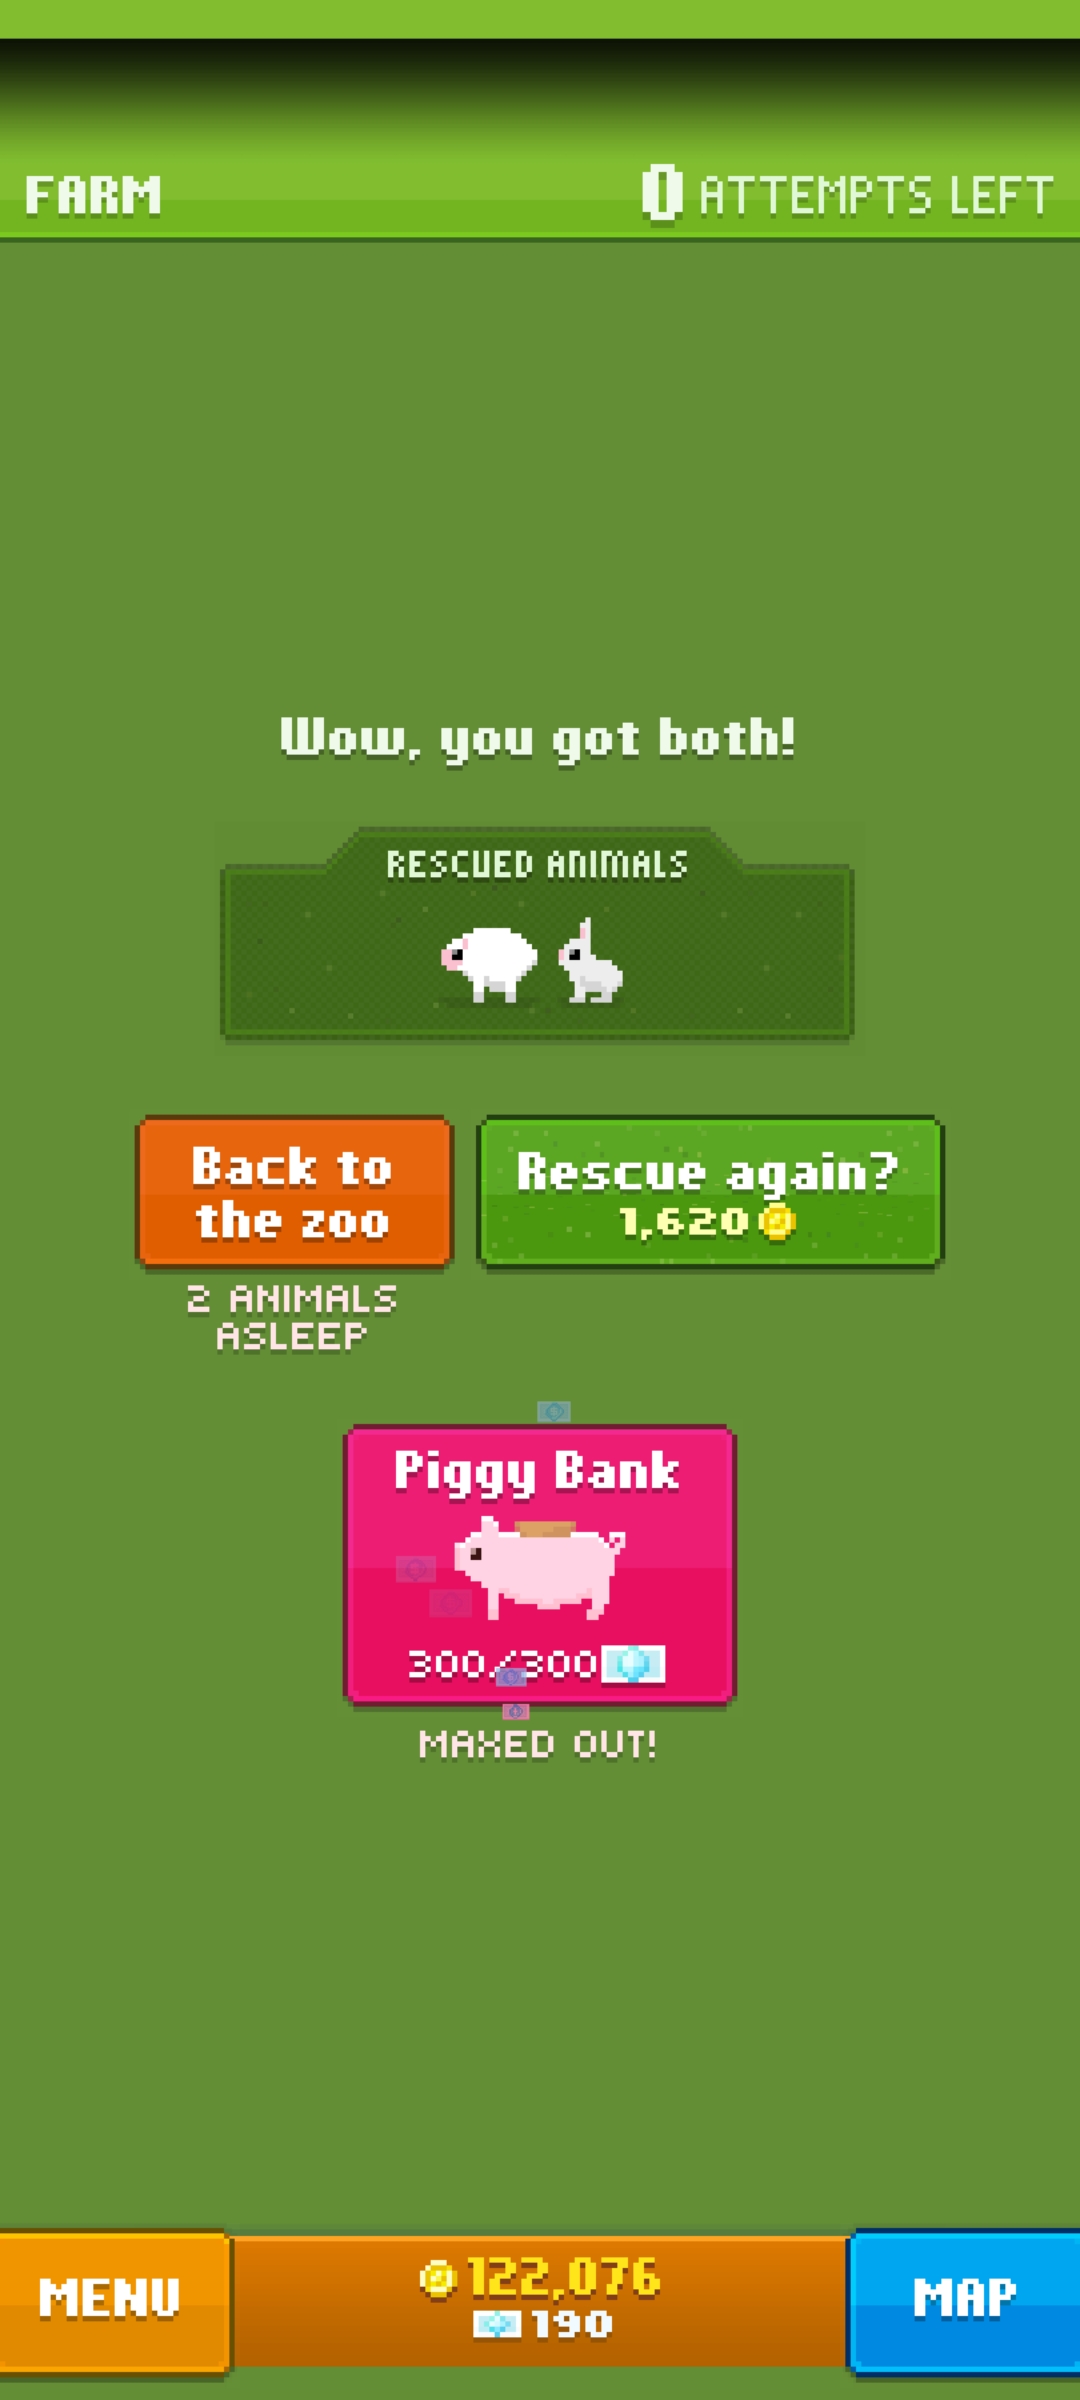 FARM
0 ATTEMPTS LEFT
Wow, you got both!
RESCUED ANIMALS
Back to
the zoo
Rescue again?
1,620
2 ANIMALS
ASLEEP
Piggy Bank
300/300
MAXED OUT!
MENU
122,076
190
MAP